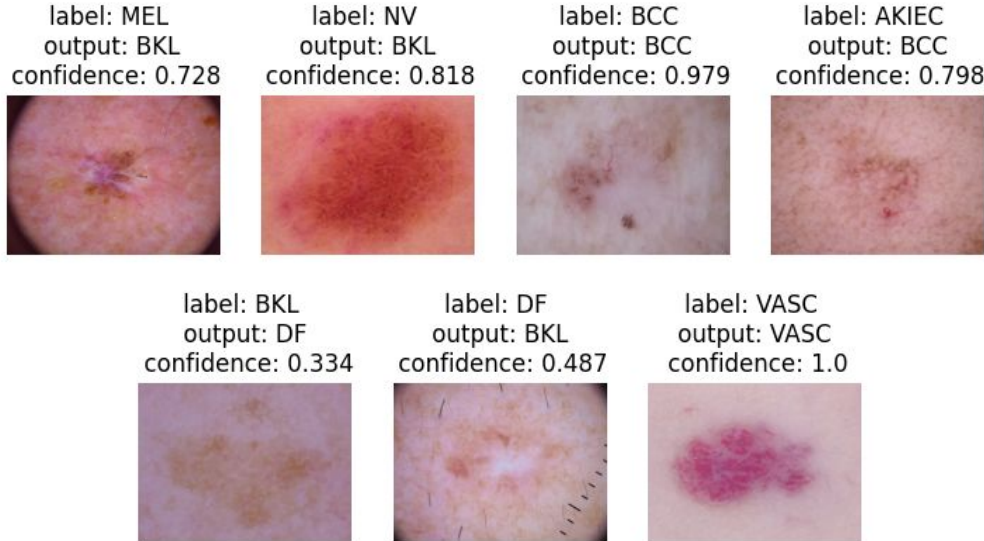 label: MEL
output: BKL
confidence: 0.728
label: NV
output: BKL
confidence: 0.818
label: BCC
output: BCC
confidence: 0.979
label: AKIEC
output: BCC
confidence: 0.798
label: BKL
output: DF
confidence: 0.334
label: DF
output: BKL
confidence: 0.487
label: VASC
output: VASC
confidence: 1.0